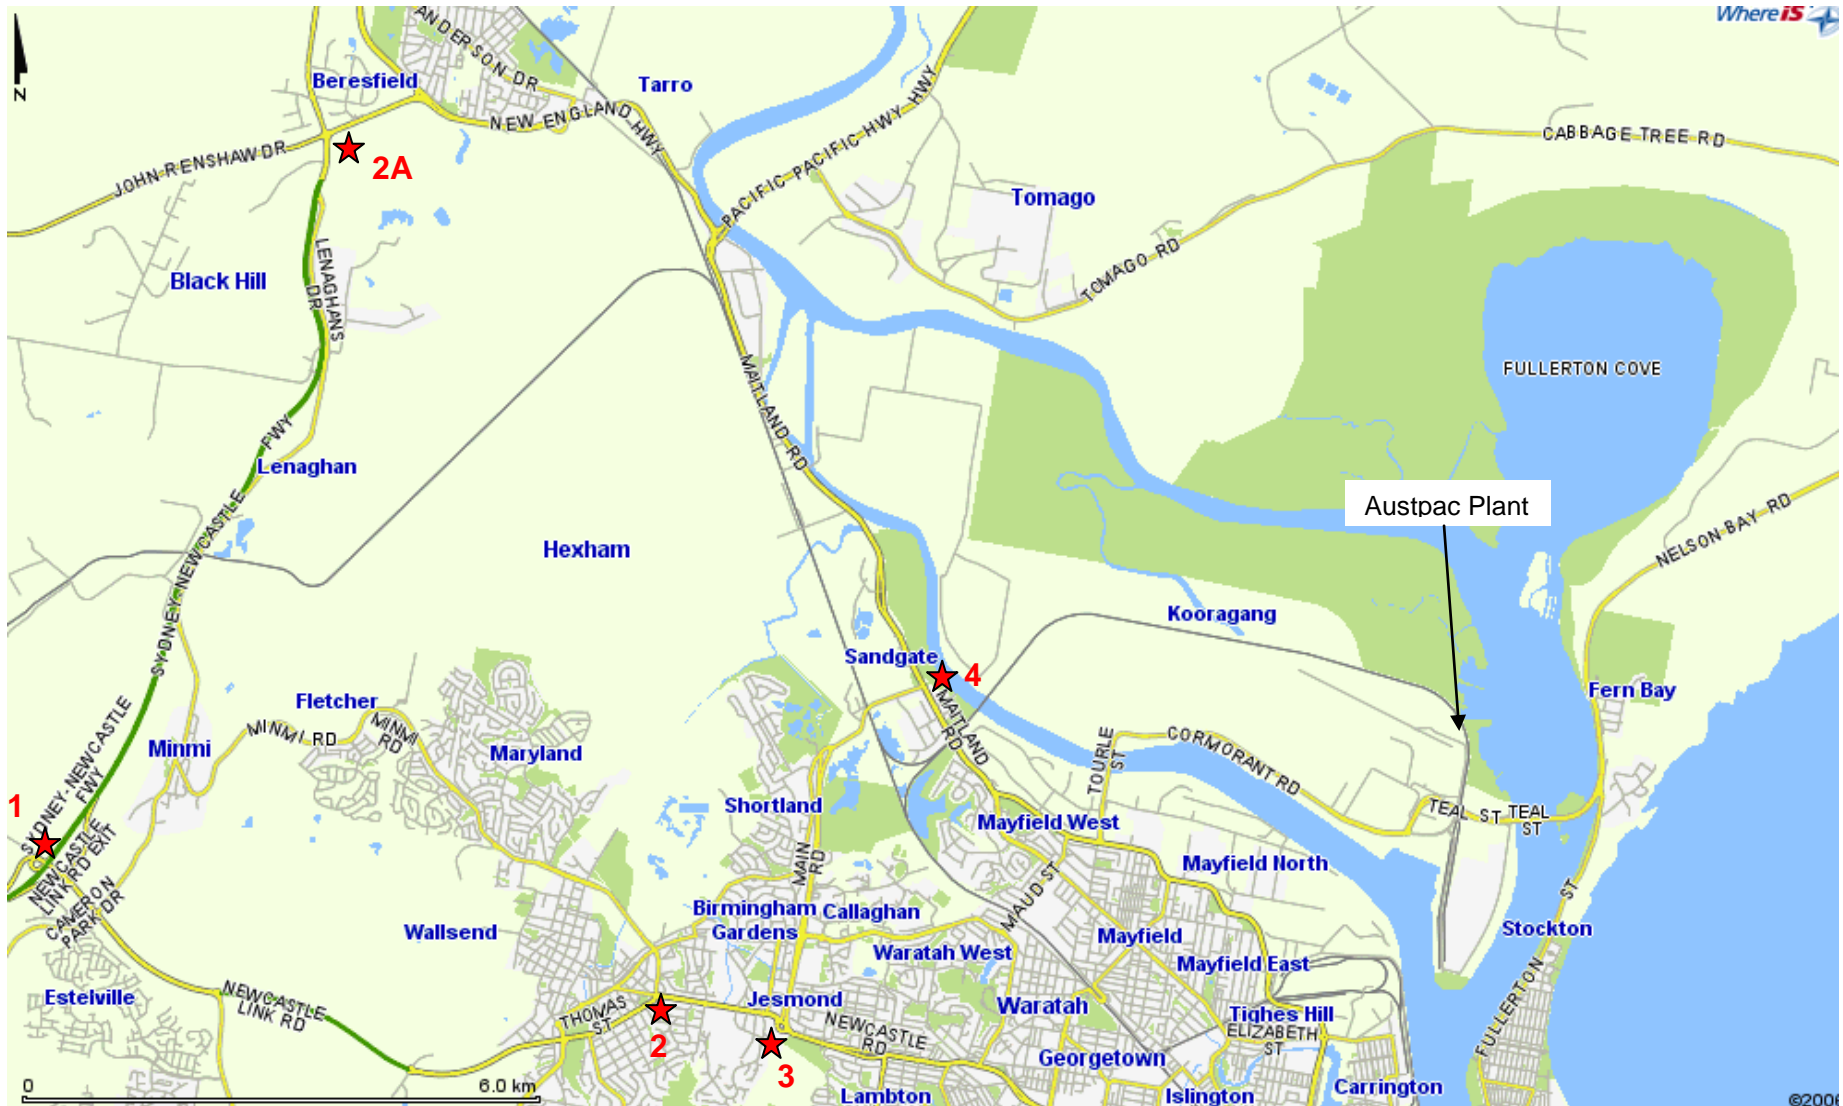 Where iS
ANDERSON DR
Beresfield
Tarro
N
NEW ENGLAND HWY
PACIFIC HWY
PACIFIC HWY
CABBAGE TREE RD
JOHN RENSHAW DR
2A
Tomago
TOMAGO RD
Black Hill
LENAGHANS
DR
FULLERTON COVE
MAITLAND RD
FWY
Lenaghan
Austpac Plant
SYDNEY-NEWCASTLE
NELSON BAY RD
Hexham
Kooragang
Sandgate
4
Fletcher
Fern Bay
MINMI RD
MINMI
RD
Minmi
Maryland
MAITLAND
RD
TOURLE
ST
CORMORANT RD
SYDNEY-NEWCASTLE
FWY
1
Shortland
TEAL ST
TEAL
ST
Mayfield West
NEWCASTLE
LINK RD EXIT
MAIN
RD
Mayfield North
CAMERON
PARK DR
MAUD ST
Birmingham
Gardens
Callaghan
ST
Wallsend
Waratah West
Mayfield
Stockton
Mayfield East
Estelville
NEWCASTLE
LINK RD
THOMAS
ST
Jesmond
Waratah
Tighes Hill
FULLERTON
2
NEWCASTLE
RD
ELIZABETH
ST
3
Georgetown
0
6.0 km
Lambton
Islington
Carrington
©2006